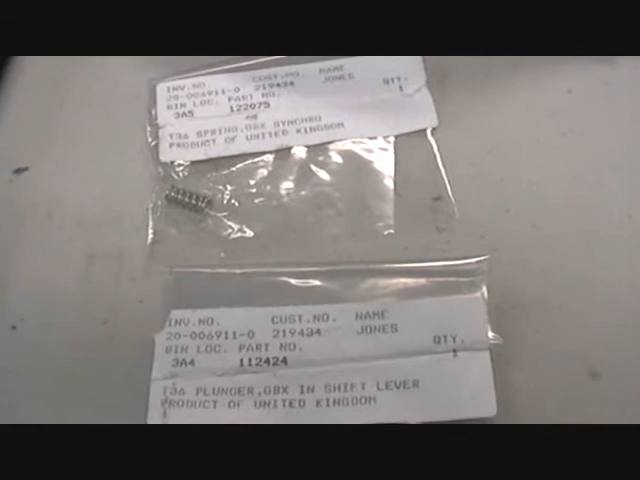 INV.NO. CUST.NO. NAME
20-006911-0 219434 JONES QTY.
BIN LOC. PART NO. 1
3A5 122075
T36 SPRING,GBX SYNCHRO
PRODUCT OF UNITED KINGDOM
INV.NO. CUST.NO. NAME
20-006911-0 219434 JONES QTY.
BIN LOC. PART NO. 1
3A4 112424
T36 PLUNGER,GBX IN SHIFT LEVER
PRODUCT OF UNITED KINGDOM